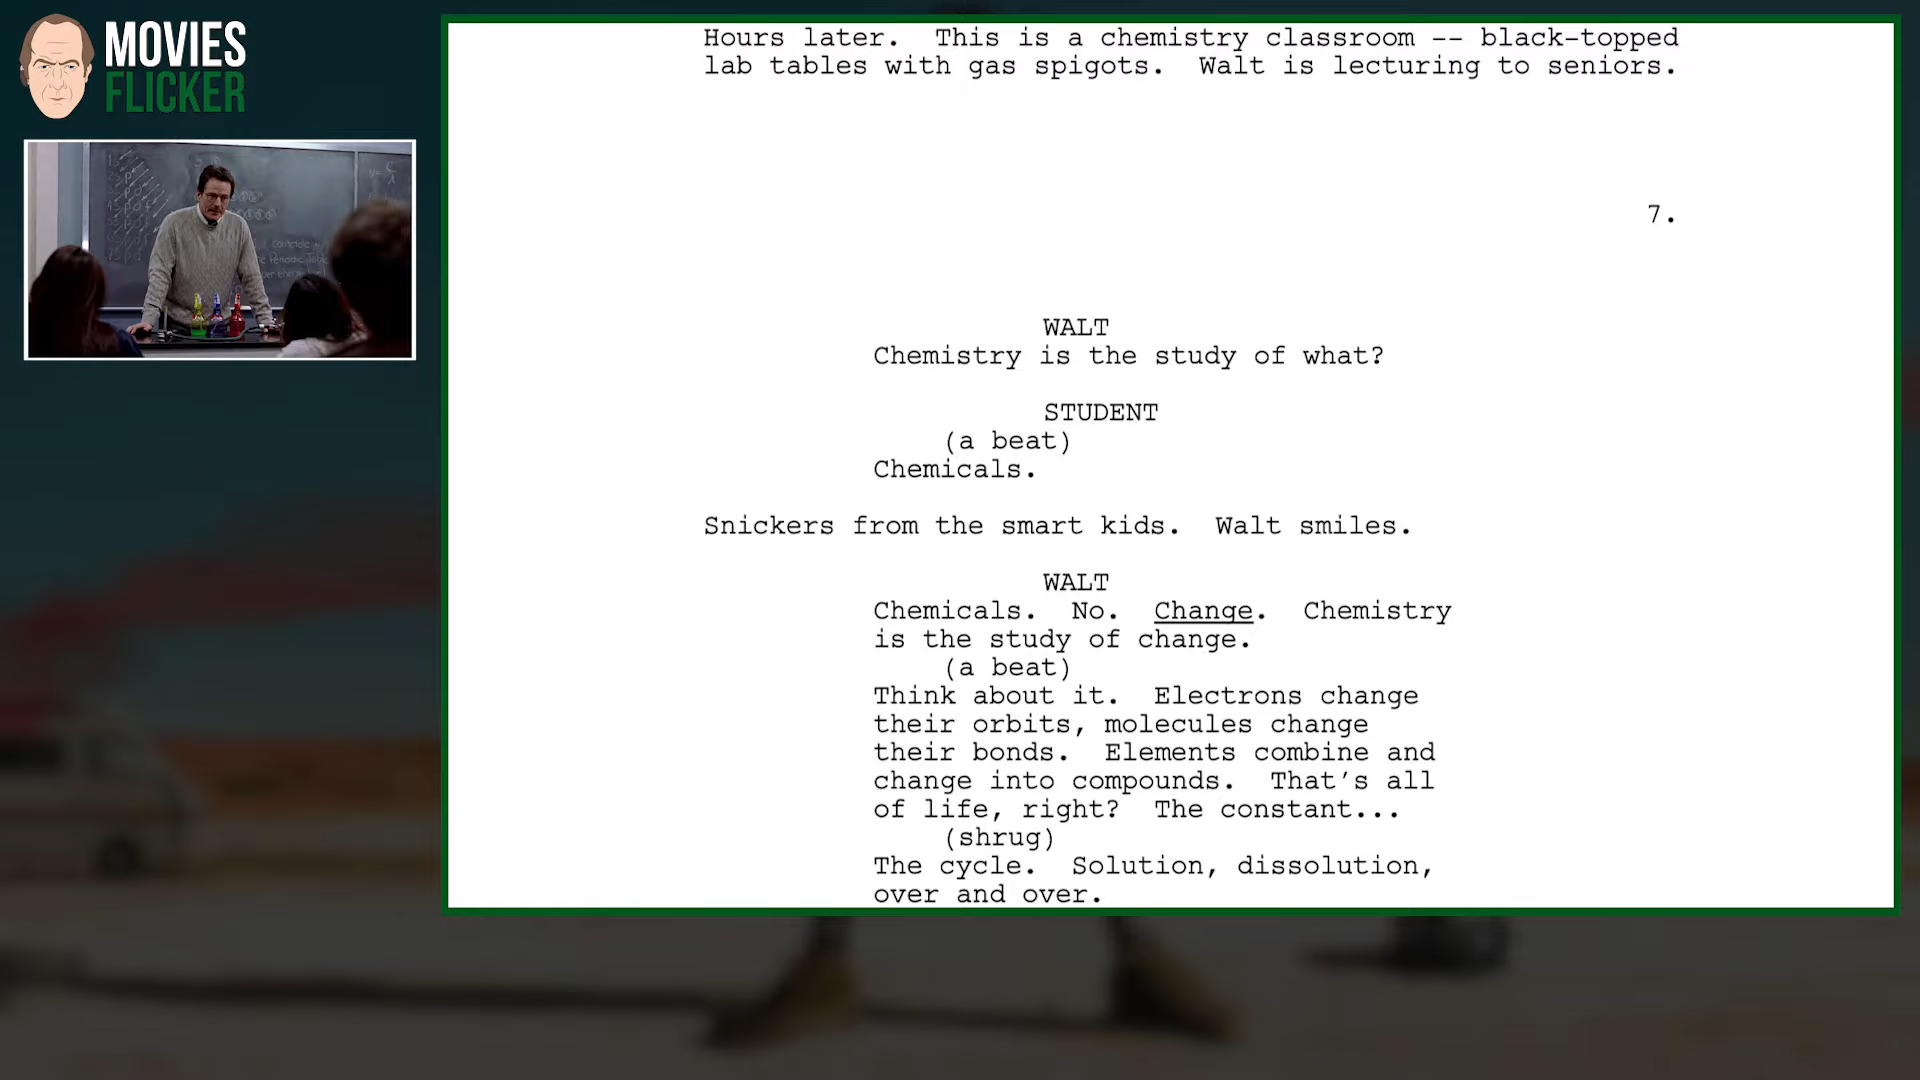 MOVIES
FLICKER
Hours later.  This is a chemistry classroom -- black-topped
lab tables with gas spigots.  Walt is lecturing to seniors.
7.
WALT
Chemistry is the study of what?
STUDENT
(a beat)
Chemicals.
Snickers from the smart kids.  Walt smiles.
WALT
Chemicals.  No.  Change.  Chemistry
is the study of change.
(a beat)
Think about it.  Electrons change
their orbits, molecules change
their bonds.  Elements combine and
change into compounds.  That's all
of life, right?  The constant...
(shrug)
The cycle.  Solution, dissolution,
over and over.